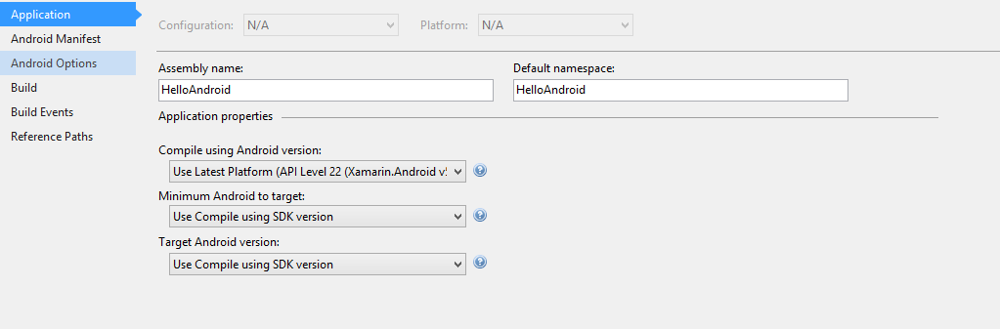 Application
Android Manifest
Android Options
Build
Build Events
Reference Paths
Configuration: N/A Platform: N/A
Assembly name: Default namespace:
HelloAndroid HelloAndroid
Application properties
Compile using Android version:
Use Latest Platform (API Level 22 (Xamarin.Android
Minimum Android to target:
Use Compile using SDK version
Target Android version:
Use Compile using SDK version